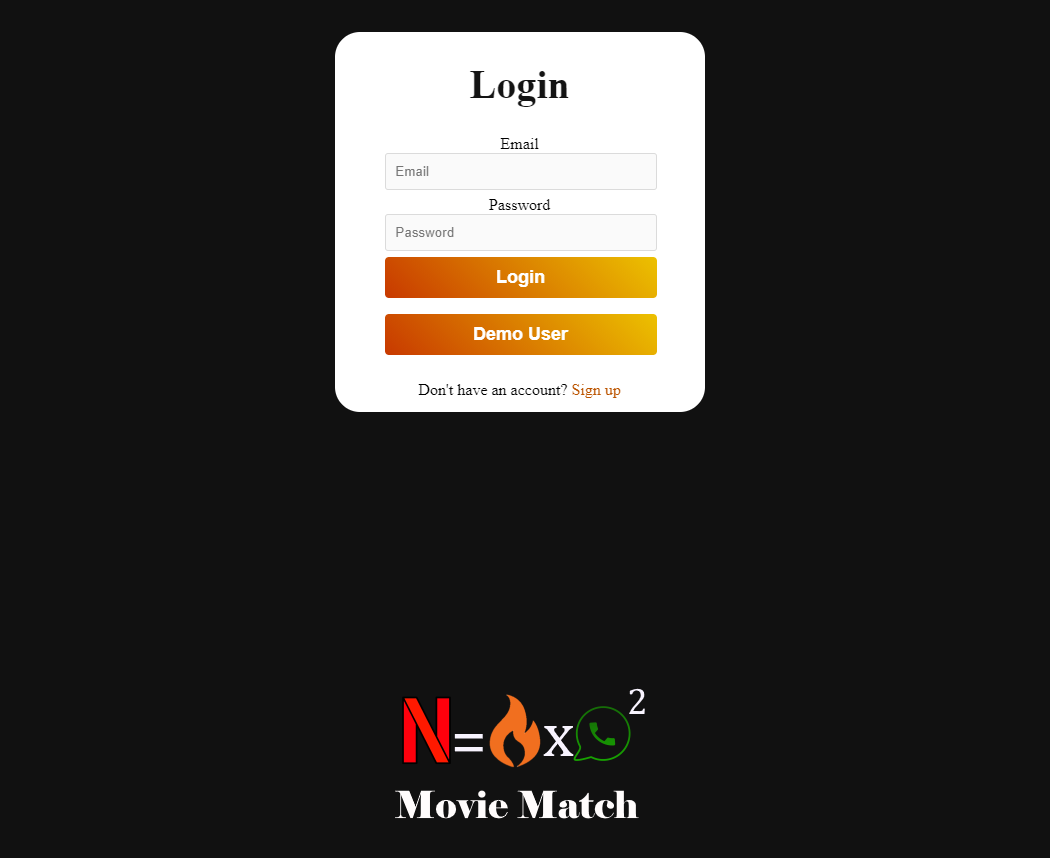 Login
Email
Email
Password
Password
Login
Demo User
Don't have an account? Sign up
N=x2
Movie Match